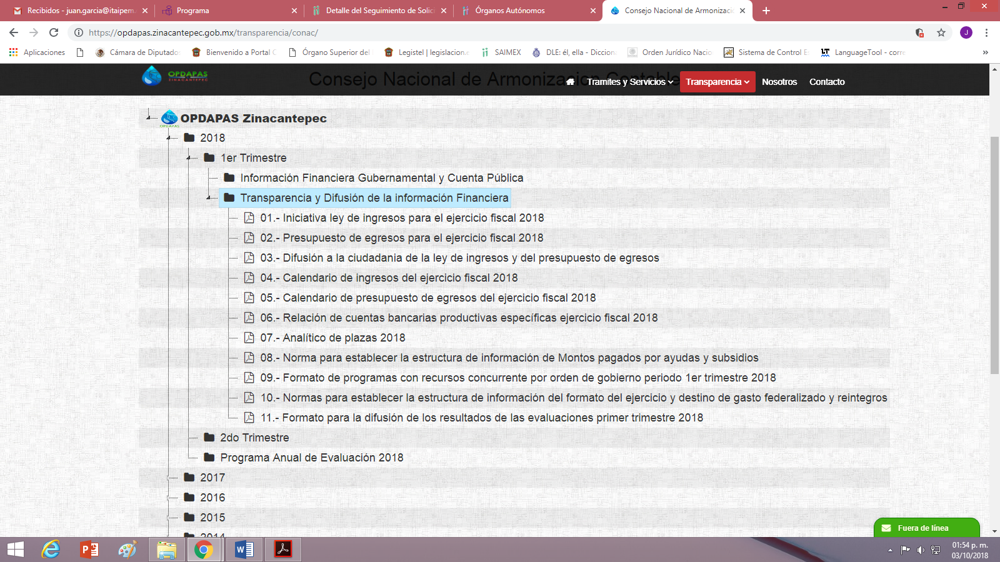 Recibidos - juan.garcia@itaipem.
Programa
Detalle del Seguimiento de Solici
Órganos Autónomos
Consejo Nacional de Armonizaci
https://opdapas.zinacantepec.gob.mx/transparencia/conac/
J
Aplicaciones
Cámara de Diputados
Bienvenido a Portal C
Órgano Superior del
Legistel | legislacion.e
SAIMEX
DLE: él, ella - Diccion
Orden Jurídico Nacio
Sistema de Control Es
LT
LanguageTool - corre
OPDAPAS
ZINACANTEPEC
Consejo Nacional de Armonizacion Contable
Tramites y Servicios
Transparencia
Nosotros
Contacto
OPDAPAS
OPDAPAS Zinacantepec
2018
1er Trimestre
Información Financiera Gubernamental y Cuenta Pública
Transparencia y Difusión de la información Financiera
01.- Iniciativa ley de ingresos para el ejercicio fiscal 2018
02.- Presupuesto de egresos para el ejercicio fiscal 2018
03.- Difusión a la ciudadania de la ley de ingresos y del presupuesto de egresos
04.- Calendario de ingresos del ejercicio fiscal 2018
05.- Calendario de presupuesto de egresos del ejercicio fiscal 2018
06.- Relación de cuentas bancarias productivas específicas ejercicio fiscal 2018
07.- Analítico de plazas 2018
08.- Norma para establecer la estructura de información de Montos pagados por ayudas y subsidios
09.- Formato de programas con recursos concurrente por orden de gobierno periodo 1er trimestre 2018
10.- Normas para establecer la estructura de información del formato del ejercicio y destino de gasto federalizado y reintegros
11.- Formato para la difusión de los resultados de las evaluaciones primer trimestre 2018
2do Trimestre
Programa Anual de Evaluación 2018
2017
2016
2015
2014
Fuera de línea
01:54 p. m.
03/10/2018